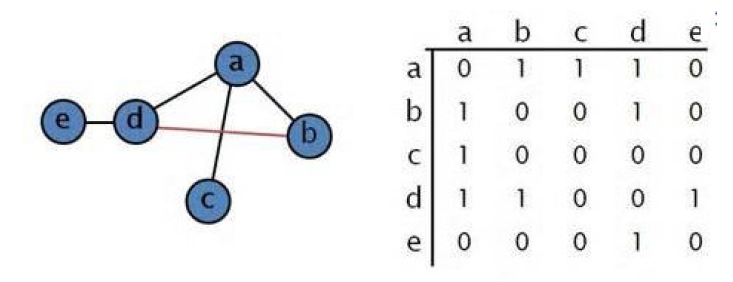 a
e d b
c
a b c d e
a 0 1 1 1 0
b 1 0 0 1 0
c 1 0 0 0 0
d 1 1 0 0 1
e 0 0 0 1 0